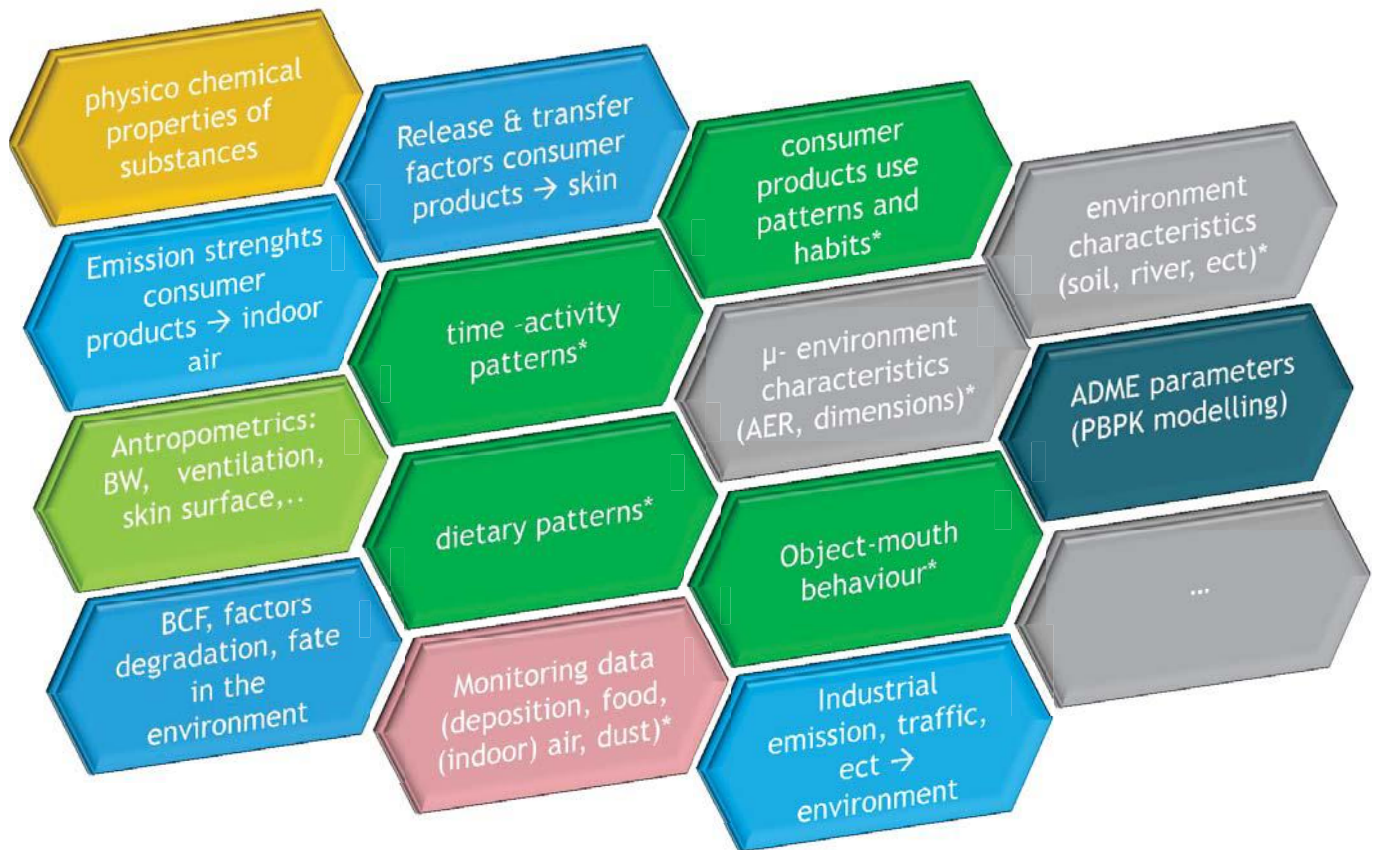 physico chemical
properties of
substances
Release & transfer
factors consumer
products → skin
consumer
products use
patterns and
habits*
environment
characteristics
(soil, river, ect)*
Emission strenghts
consumer
products → indoor
air
time -activity
patterns*
µ- environment
characteristics
(AER, dimensions)*
ADME parameters
(PBPK modelling)
Antropometrics:
BW, ventilation,
skin surface,..
dietary patterns*
Object-mouth
behaviour*
...
BCF, factors
degradation, fate
in the
environment
Monitoring data
(deposition, food,
(indoor) air, dust)*
Industrial
emission, traffic,
ect →
environment